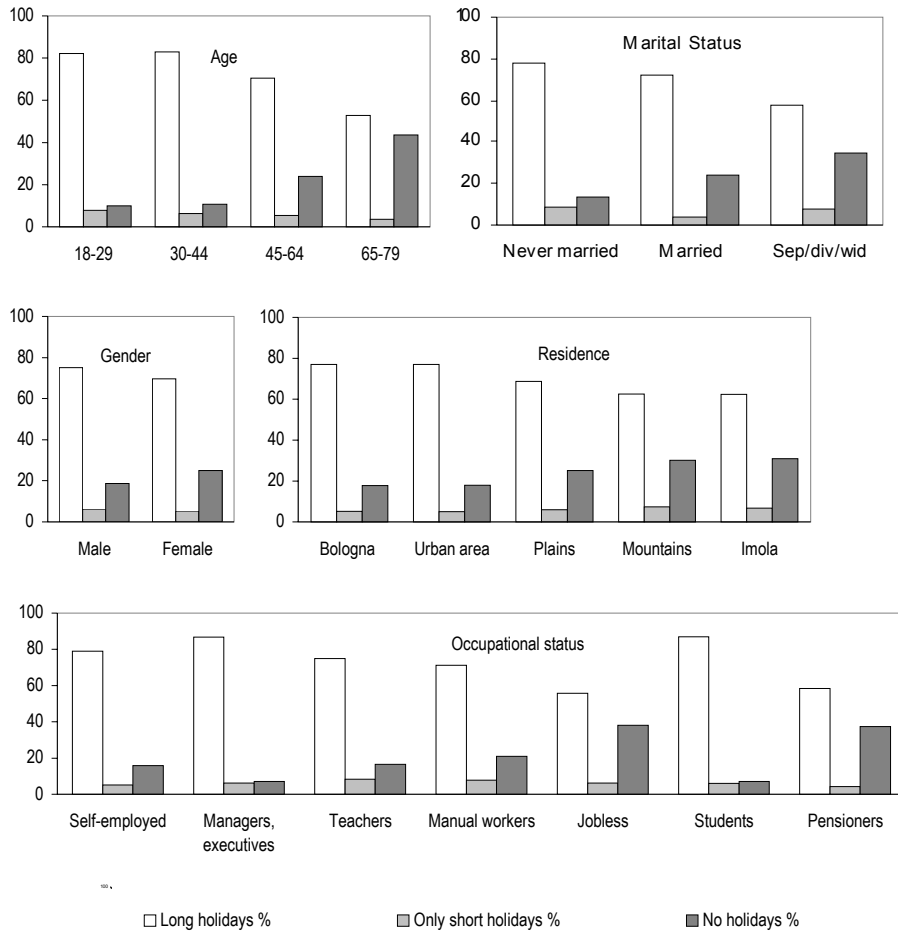 100
80
60
40
20
0
Age
18-29 30-44 45-64 65-79
100
80
60
40
20
0
Marital Status
Never married Married Sep/div/wid
100
80
60
40
20
0
Gender
Male Female
100
80
60
40
20
0
Residence
Bologna Urban area Plains Mountains Imola
100
80
60
40
20
0
Occupational status
Self-employed Managers, Teachers Manual workers Jobless Students Pensioners
executives
Long holidays % Only short holidays % No holidays %